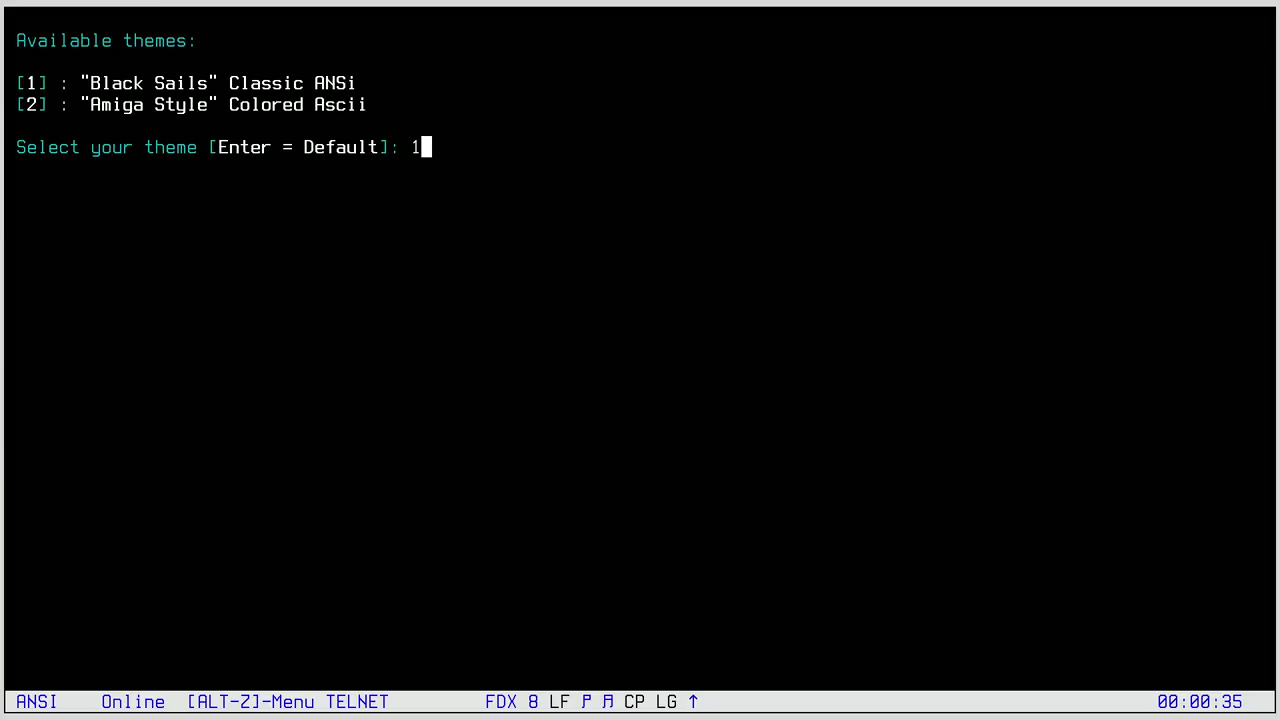 Available themes:
[1] : "Black Sails" Classic ANSi
[2] : "Amiga Style" Colored Ascii
Select your theme [Enter = Default]: 1
ANSI Online [ALT-Z]-Menu TELNET FDX 8 LF CP LG ↑ 00:00:35